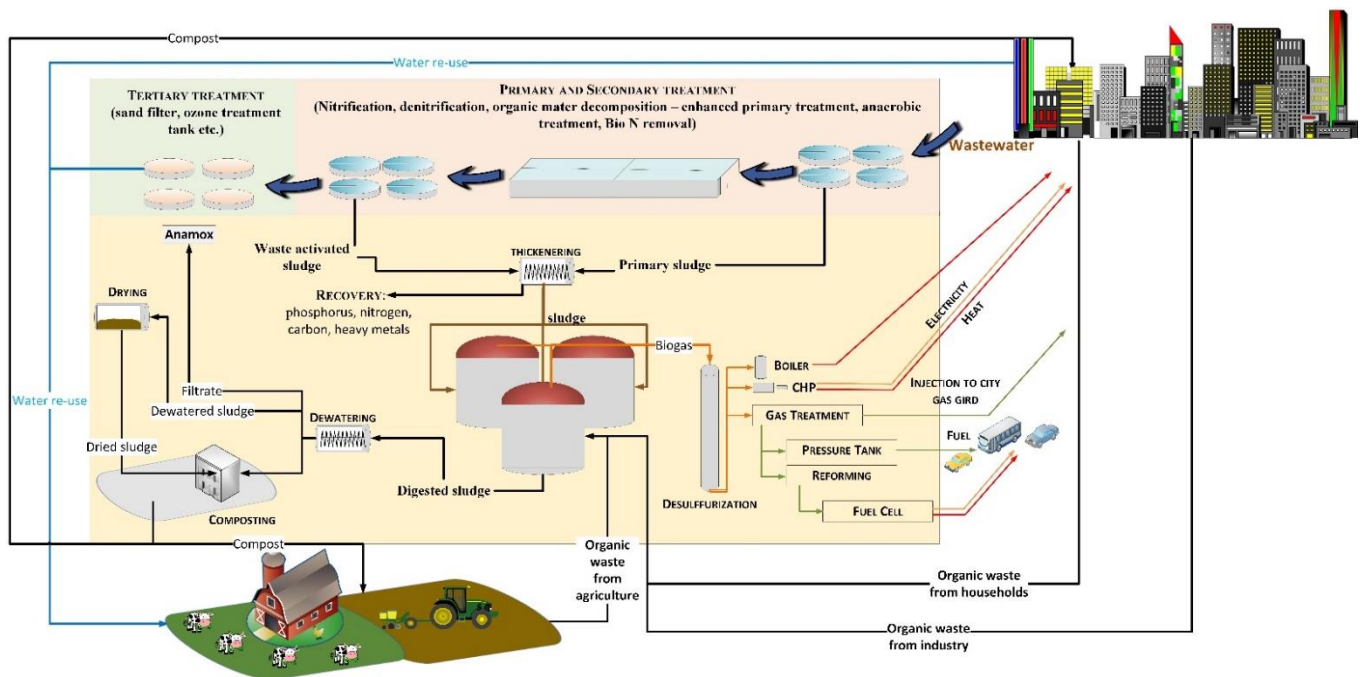 Compost
Water re-use
TERTIARY TREATMENT
(sand filter, ozone treatment
tank etc.)
PRIMARY AND SECONDARY TREATMENT
(Nitrification, denitrification, organic mater decomposition – enhanced primary treatment, anaerobic
treatment, Bio N removal)
Wastewater
Anamox
Waste activated
sludge
THICKENERING
Primary sludge
RECOVERY:
phosphorus, nitrogen,
carbon, heavy metals
DRYING
sludge
Biogas
ELECTRICITY
HEAT
BOILER
CHP
INJECTION TO CITY
GAS GIRD
Water re-use
Filtrate
Dewatered sludge
DEWATERING
GAS TREATMENT
FUEL
Dried sludge
PRESSURE TANK
REFORMING
Digested sludge
DESULFFURIZATION
FUEL CELL
COMPOSTING
Compost
Organic
waste
from
agriculture
Organic waste
from households
Organic waste
from industry